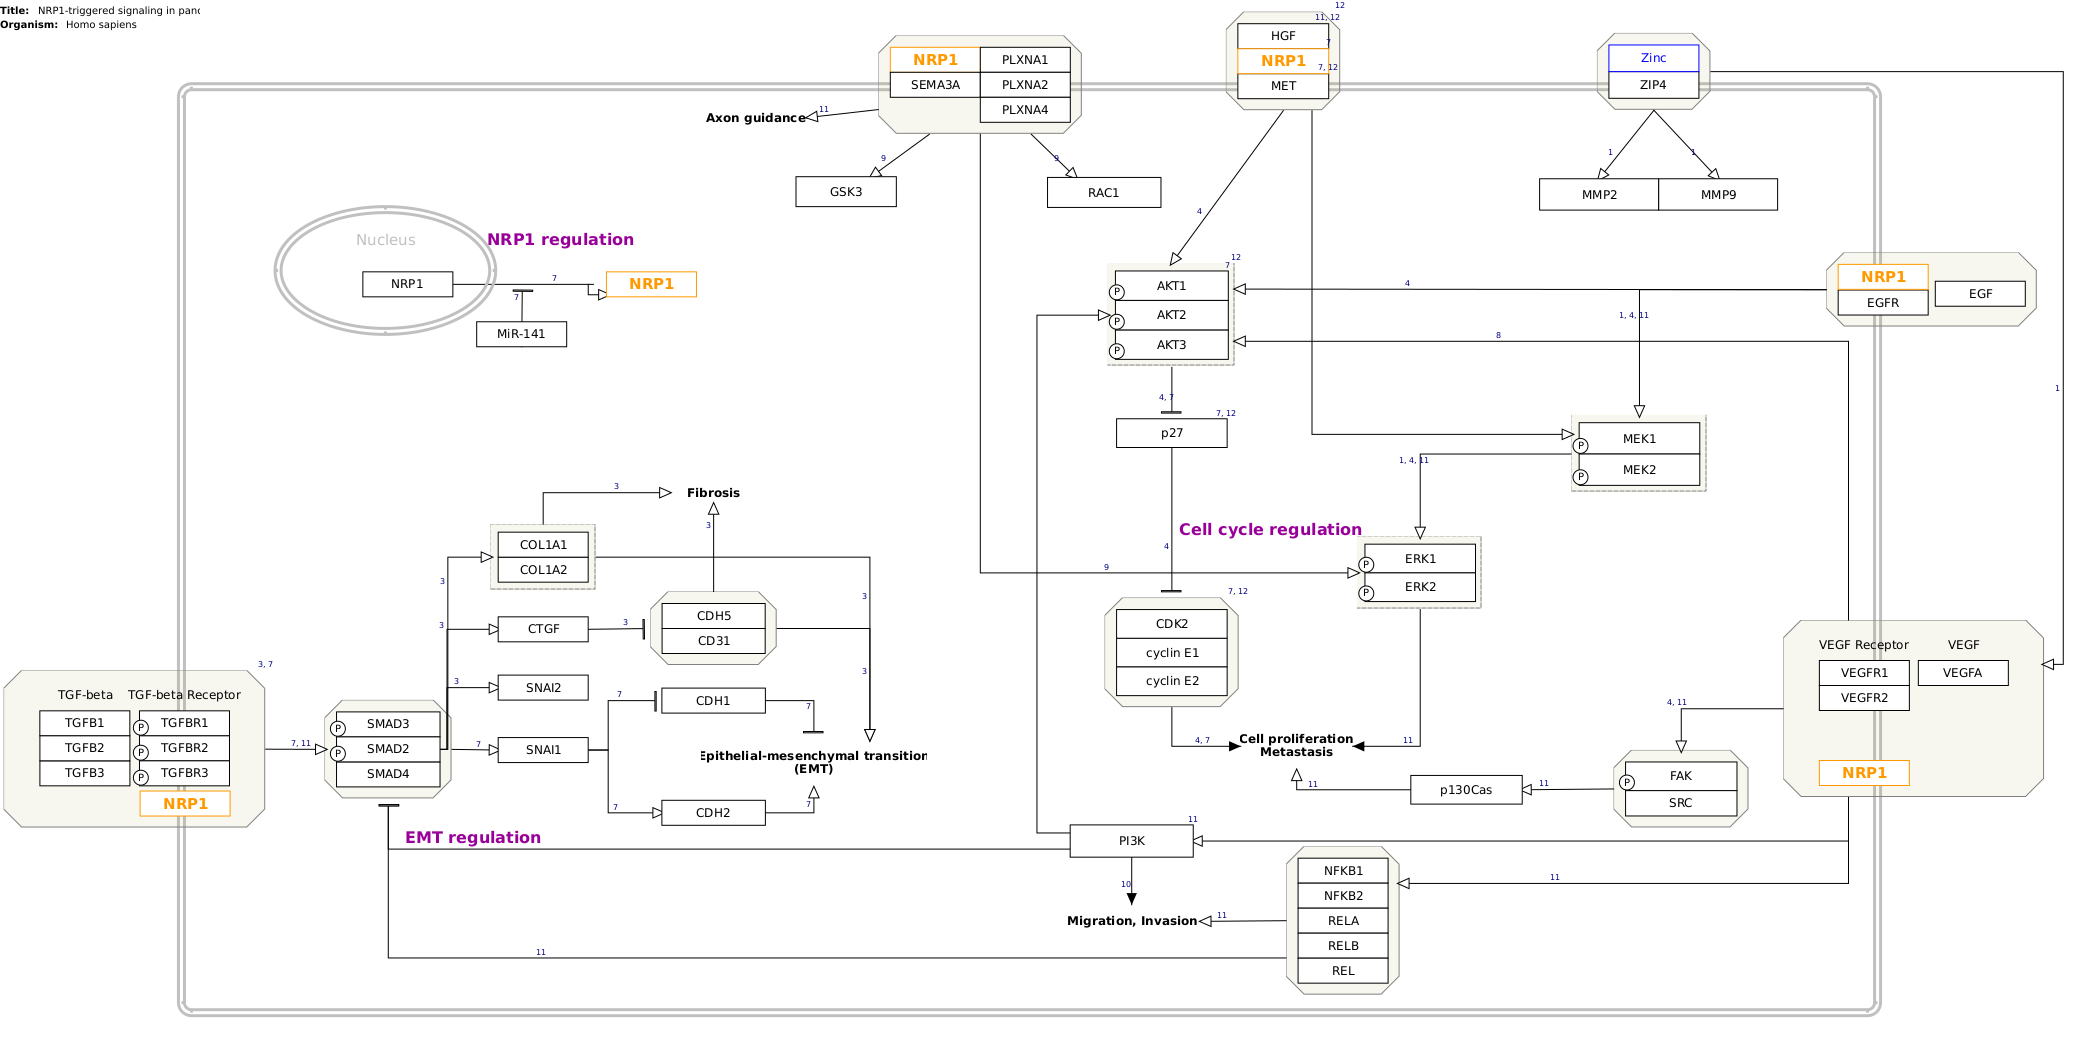 Title: NRP1-triggered signaling in panc
Organism: Homo sapiens
12
11, 12
HGF
7
NRP1
7, 12
MET
NRP1
PLXNA1
SEMA3A
PLXNA2
PLXNA4
Zinc
ZIP4
Axon guidance
11
9
9
GSK3
RAC1
1
1
MMP2
MMP9
4
Nucleus
NRP1 regulation
NRP1
7
NRP1
7
MiR-141
12
7
P
AKT1
P
AKT2
P
AKT3
4
1, 4, 11
8
NRP1
EGFR
EGF
1
4, 7
7, 12
p27
P
MEK1
P
MEK2
1, 4, 11
3
Fibrosis
3
COL1A1
COL1A2
Cell cycle regulation
4
9
P
ERK1
P
ERK2
3
3
3
CTGF
3
CDH5
CD31
7, 12
CDK2
cyclin E1
cyclin E2
3
SNAI2
3
7
CDH1
7
3, 7
TGF-beta
TGF-beta Receptor
TGFB1
P
TGFBR1
TGFB2
P
TGFBR2
TGFB3
P
TGFBR3
NRP1
7, 11
P
SMAD3
P
SMAD2
SMAD4
7
SNAI1
Epithelial-mesenchymal transition
(EMT)
7
CDH2
7
4, 7
Cell proliferation
Metastasis
11
11
p130Cas
11
4, 11
P
FAK
SRC
VEGF Receptor
VEGF
VEGFR1
VEGFA
VEGFR2
NRP1
EMT regulation
11
PI3K
10
Migration, Invasion
11
NFKB1
NFKB2
RELA
RELB
REL
11
11